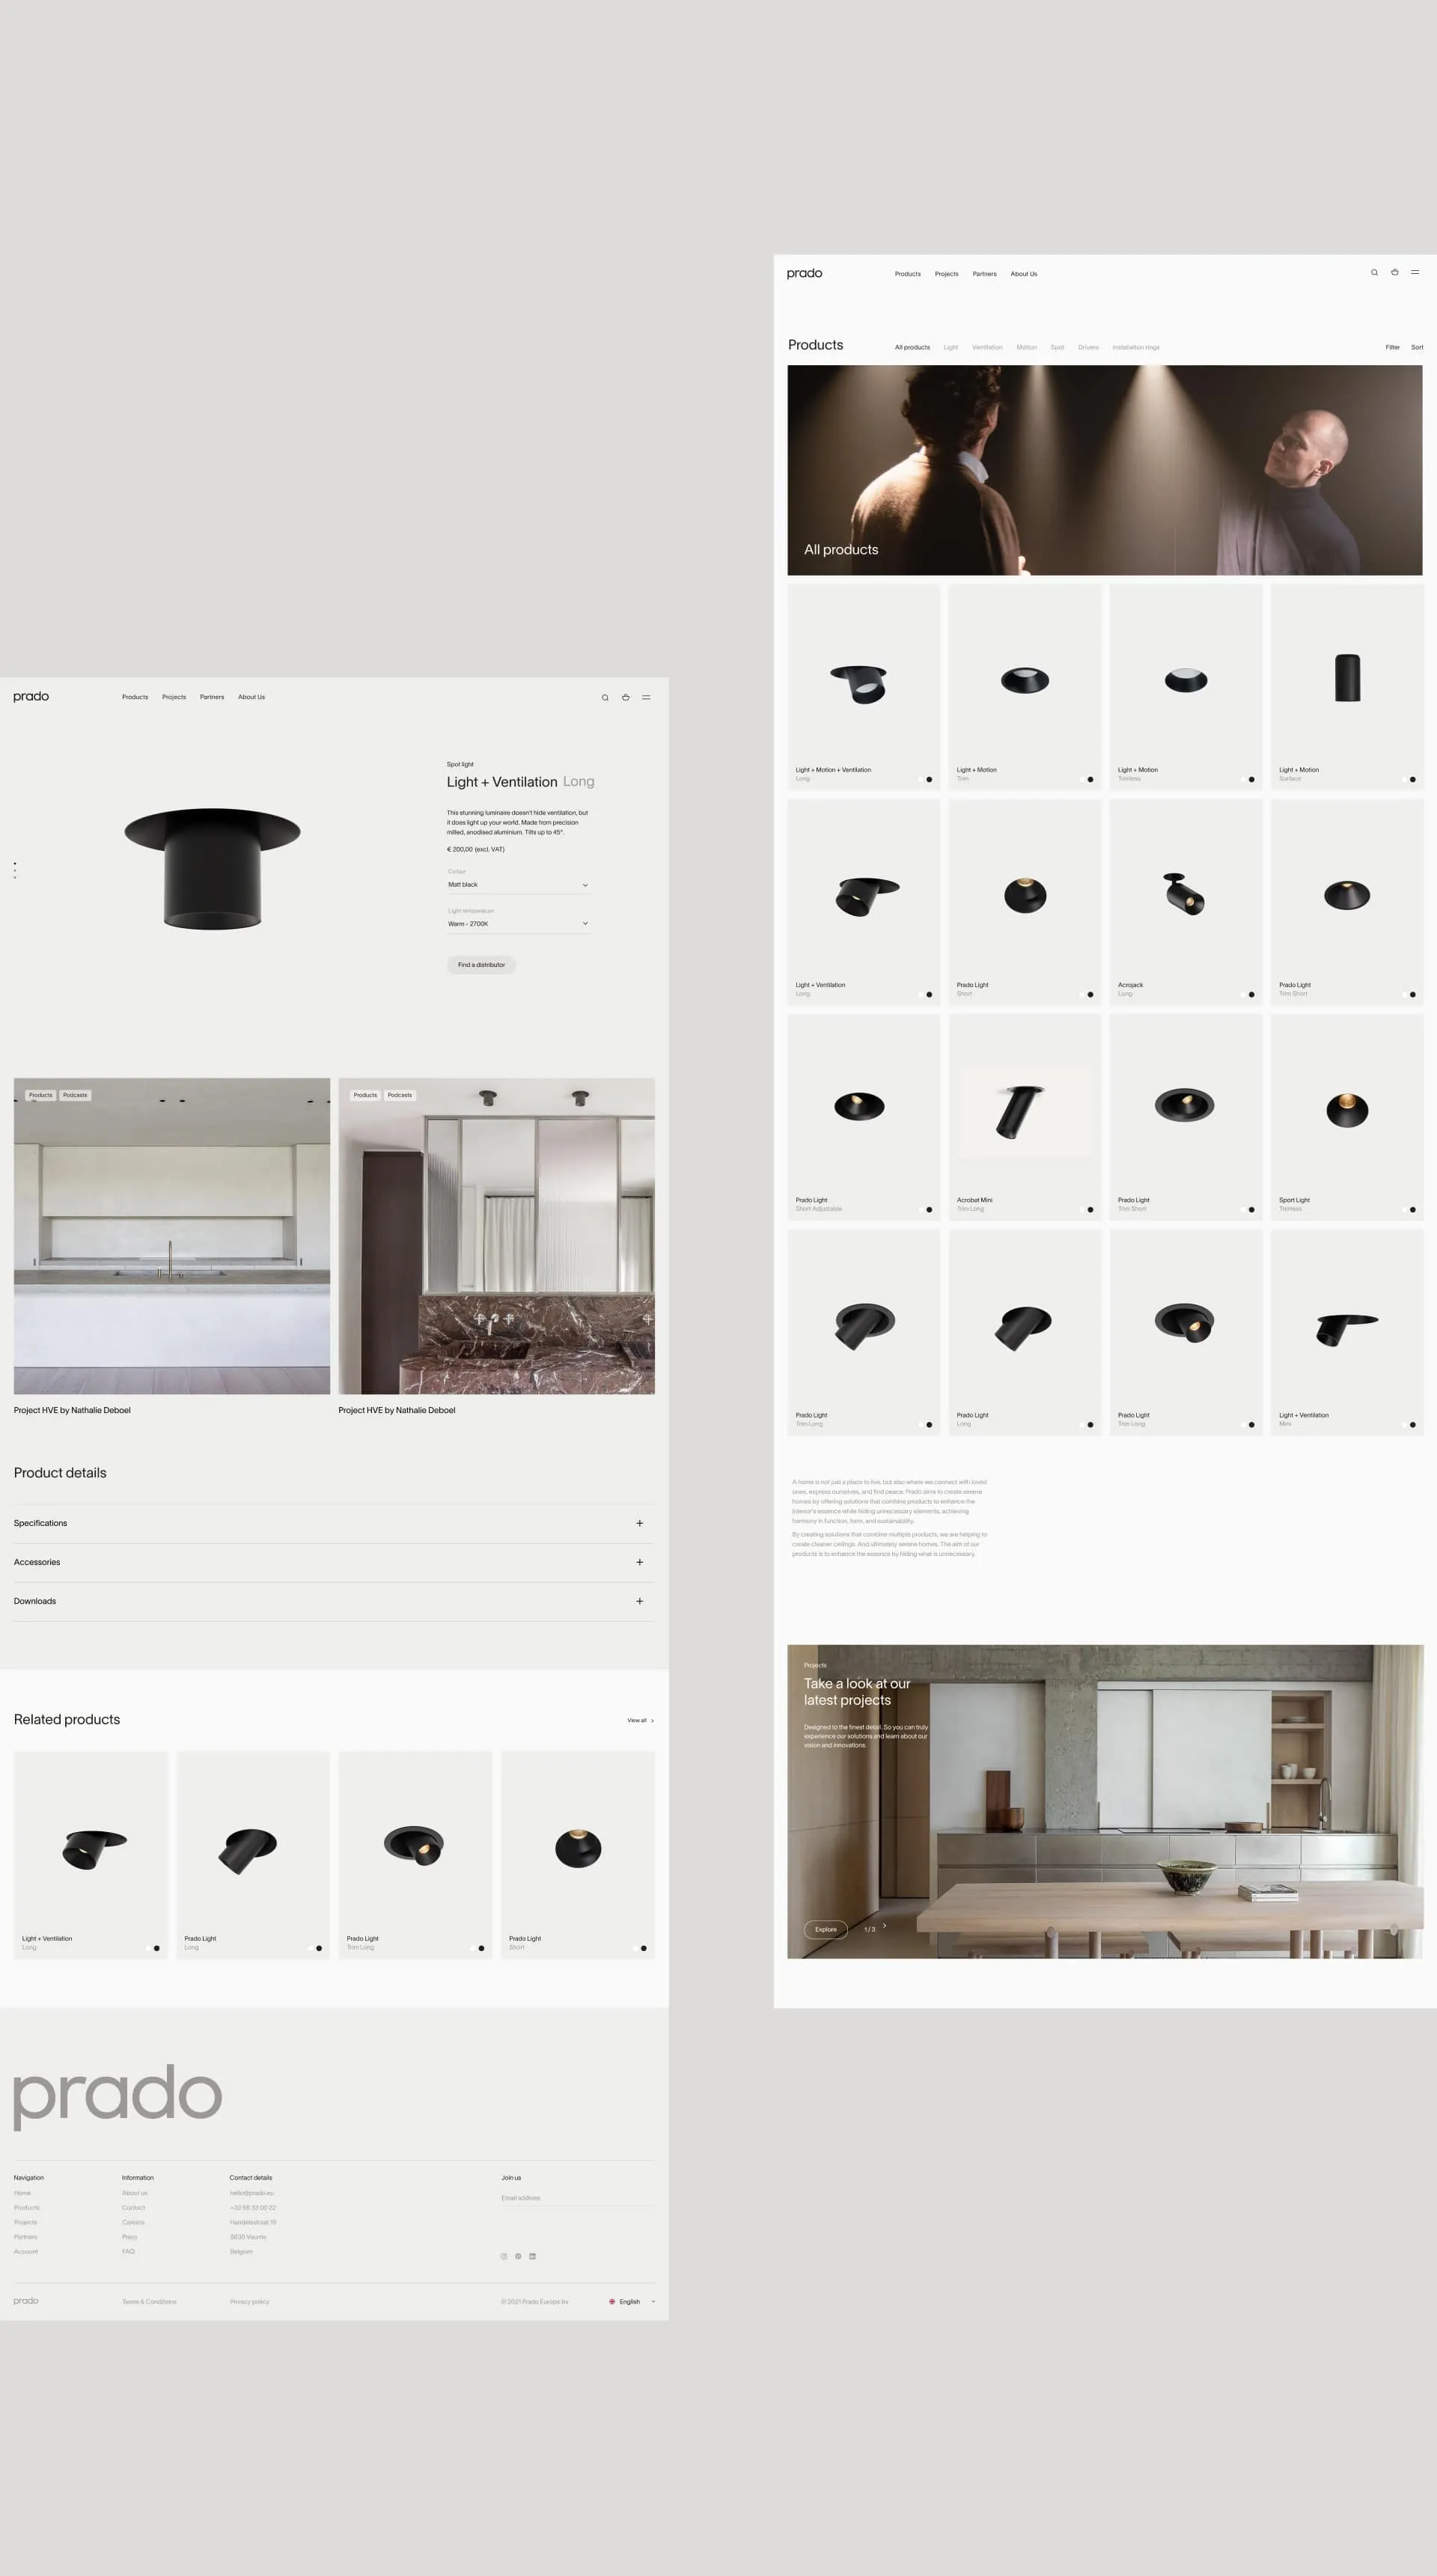 prado
Products Projects Partners About Us
Spot light
Light + Ventilation Long
This stunning luminaire doesn't hide ventilation, but
it does light up your world. Made from precision
milled, anodised aluminium. Tilts up to 45°.
€ 200,00 (excl. VAT)
Colour
Matt black
Light temperature
Warm - 2700K
Find a distributor
Products Podcasts
Products Podcasts
Project HVE by Nathalie Deboel
Project HVE by Nathalie Deboel
Product details
Specifications
Accessories
Downloads
Related products
View all
Light + Ventilation
Long
Prado Light
Long
Prado Light
Trim Long
Prado Light
Short
prado
Navigation
Home
Products
Projects
Partners
Account
Information
About us
Contact
Careers
Press
FAQ
Contact details
hello@prado.eu
Belgium
Join us
Email address
prado
Terms & Conditions
Privacy policy
© 2021 Prado Europe bv
English
prado
Products Projects Partners About Us
Products
All products Light Ventilation Motion Spot Drivers Installation rings
Filter Sort
All products
Light + Motion + Ventilation
Long
Light + Motion
Trim
Light + Motion
Trimless
Light + Motion
Surface
Light + Ventilation
Long
Prado Light
Short
Acrojack
Long
Prado Light
Trim Short
Prado Light
Short Adjustable
Acrobat Mini
Trim Long
Prado Light
Trim Short
Sport Light
Trimless
Prado Light
Trim Long
Prado Light
Long
Prado Light
Trim Long
Light + Ventilation
Mini
A home is not just a place to live, but also where we connect with loved
ones, express ourselves, and find peace. Prado aims to create serene
homes by offering solutions that combine products to enhance the
interior's essence while hiding unnecessary elements, achieving
harmony in function, form, and sustainability.
By creating solutions that combine multiple products, we are helping to
create cleaner ceilings. And ultimately serene homes. The aim of our
products is to enhance the essence by hiding what is unnecessary.
Projects
Take a look at our
latest projects
Designed to the finest detail. So you can truly
experience our solutions and learn about our
vision and innovations.
Explore
1 / 3